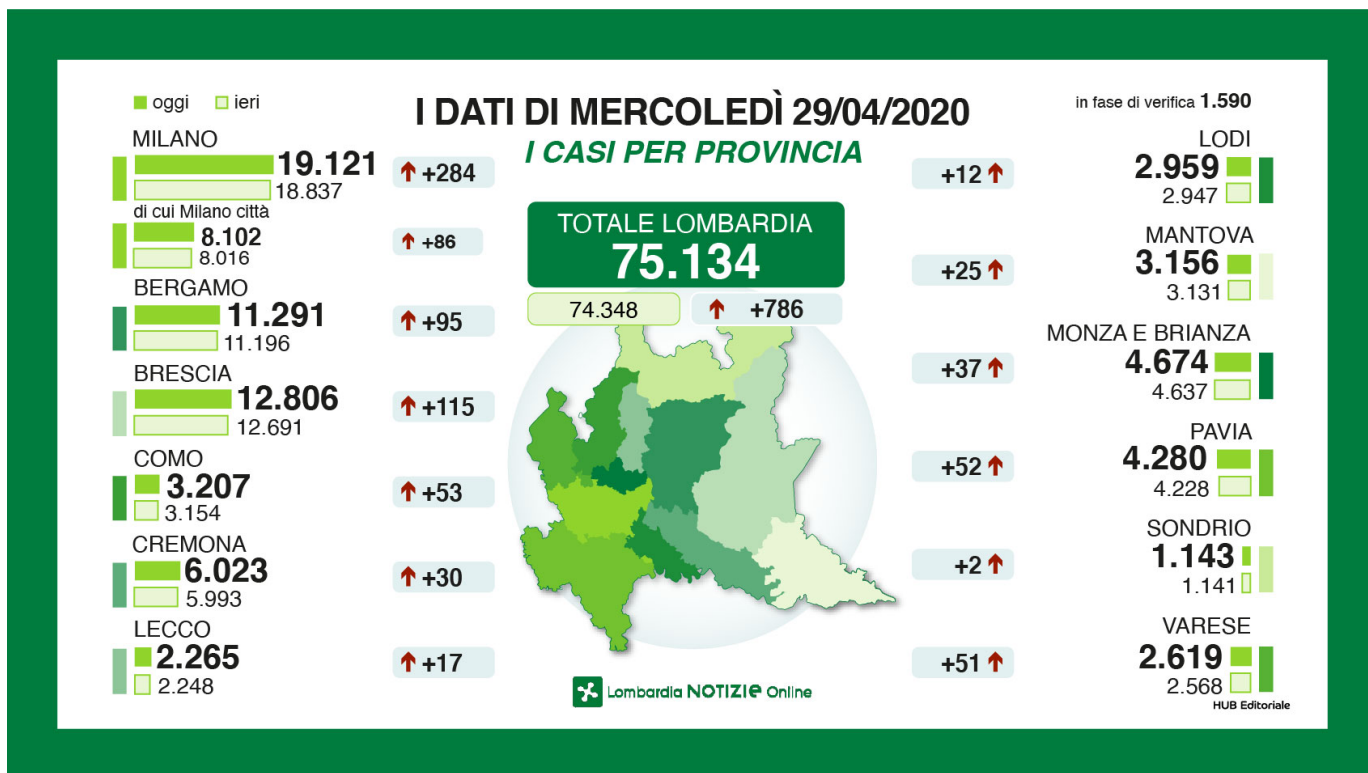 oggi ieri
I DATI DI MERCOLEDÌ 29/04/2020
I CASI PER PROVINCIA
in fase di verifica 1.590
MILANO
19.121
18.837
+284
di cui Milano città
8.102
8.016
+86
BERGAMO
11.291
11.196
+95
BRESCIA
12.806
12.691
+115
COMO
3.207
3.154
+53
CREMONA
6.023
5.993
+30
LECCO
2.265
2.248
+17
TOTALE LOMBARDIA
75.134
74.348
+786
LODI
2.959
2.947
+12
MANTOVA
3.156
3.131
+25
MONZA E BRIANZA
4.674
4.637
+37
PAVIA
4.280
4.228
+52
SONDRIO
1.143
1.141
+2
VARESE
2.619
2.568
+51
Lombardia NOTIZIe Online
HUB Editoriale